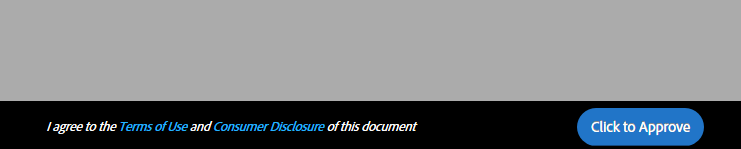 I agree to the Terms of Use and Consumer Disclosure of this document
Click to Approve